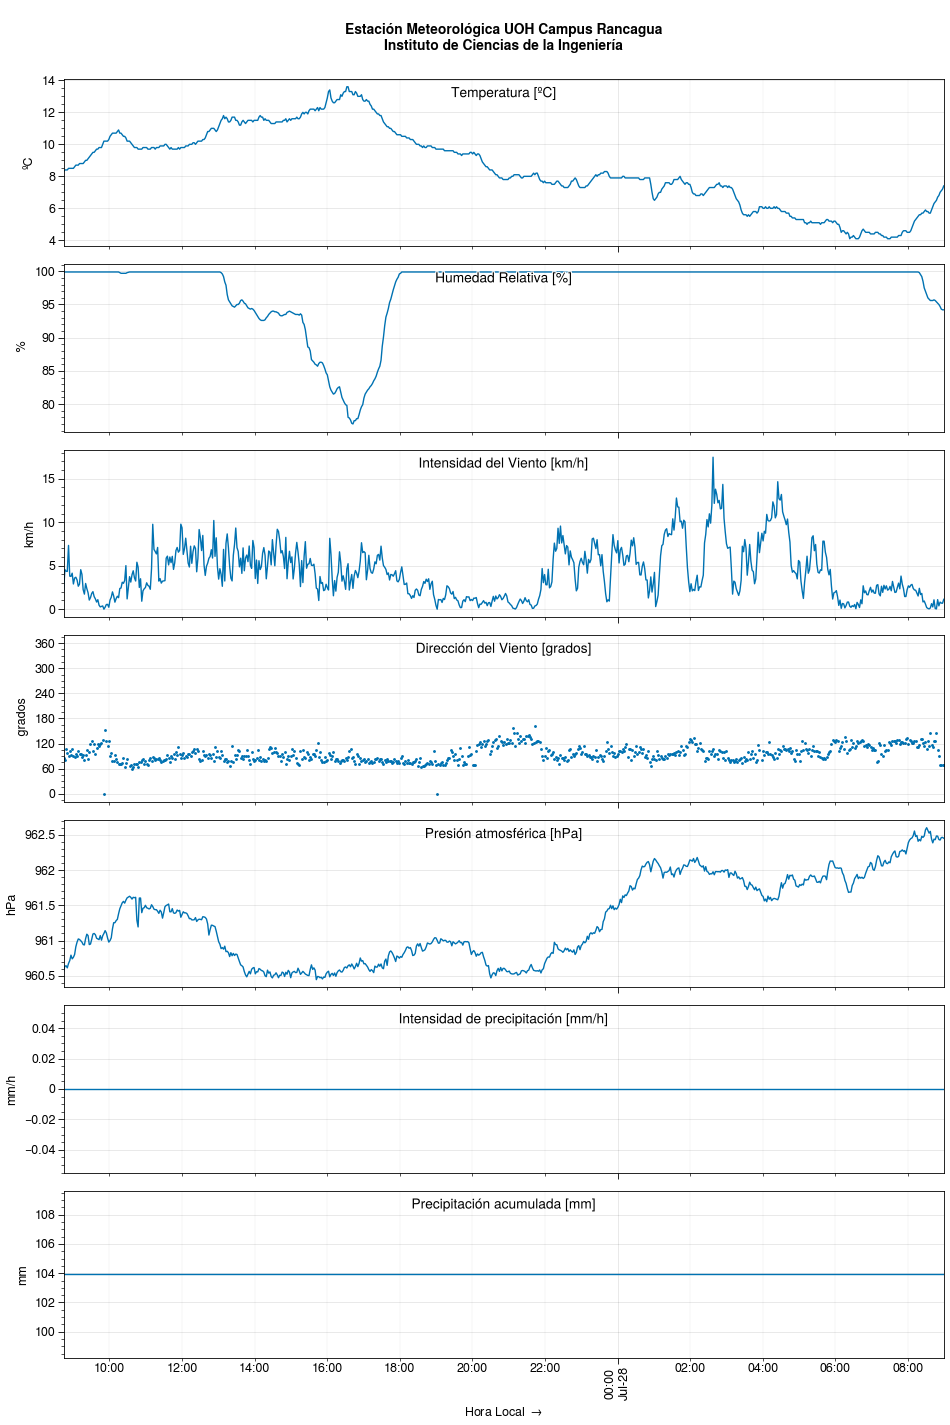 Estación Meteorológica UOH Campus Rancagua
Instituto de Ciencias de la Ingeniería
Temperatura [ºC]
14
12
10
8
6
4
ºC
Humedad Relativa [%]
100
95
90
85
80
%
Intensidad del Viento [km/h]
15
10
5
0
km/h
Dirección del Viento [grados]
360
300
240
180
120
60
0
grados
Presión atmosférica [hPa]
962.5
962
961.5
961
960.5
hPa
Intensidad de precipitación [mm/h]
0.04
0.02
0
−0.02
−0.04
mm/h
Precipitación acumulada [mm]
108
106
104
102
100
mm
10:00 12:00 14:00 16:00 18:00 20:00 22:00 00:00 02:00 04:00 06:00 08:00
Jul-28
Hora Local →